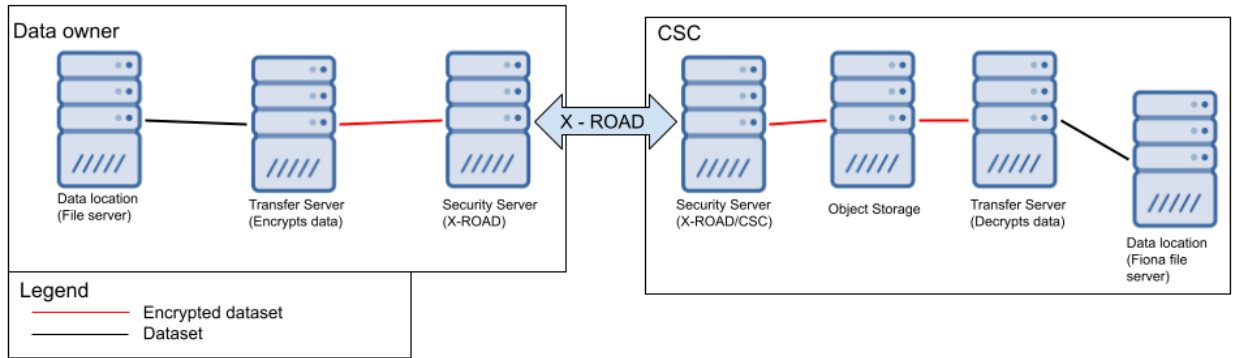 Data owner
Data location
(File server)
Transfer Server
(Encrypts data)
Security Server
(X-ROAD)
X - ROAD
CSC
Security Server
(X-ROAD/CSC)
Object Storage
Transfer Server
(Decrypts data)
Data location
(Fiona file
server)
Legend
Encrypted dataset
Dataset